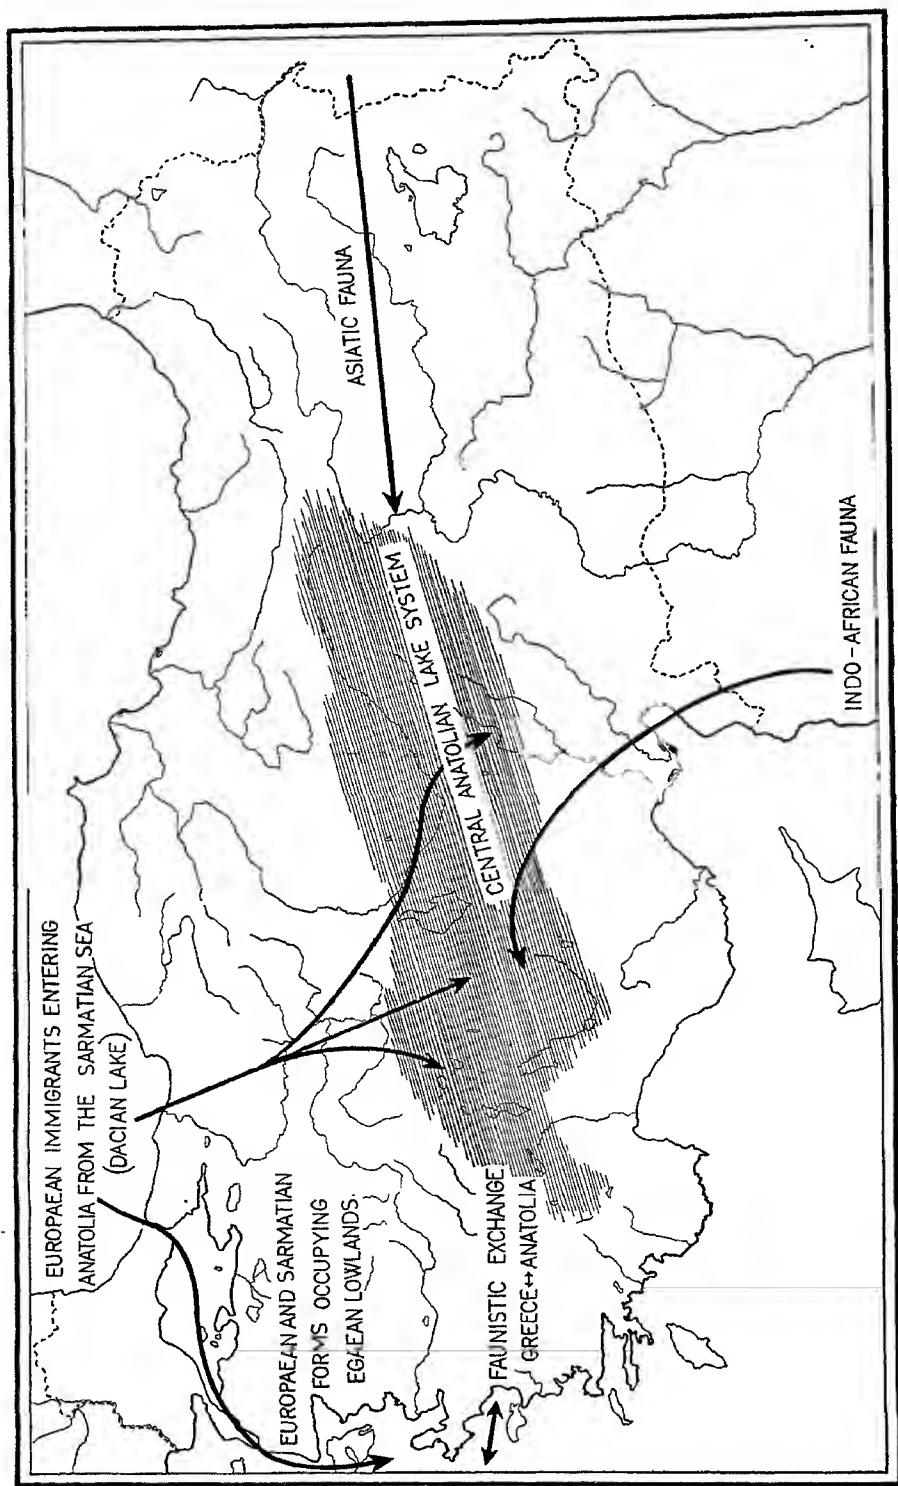 EUROPAEAN IMMIGRANTS ENTERING
ANATOLIA FROM THE SARMATIAN SEA
(DACIAN LAKE)
EUROPAEAN AND SARMATIAN
FORMS OCCUPYING
EGAEAN LOWLANDS.
FAUNISTIC EXCHANGE
GREECE↔ANATOLIA
CENTRAL ANATOLIAN LAKE SYSTEM
ASIATIC FAUNA
INDO-AFRICAN FAUNA